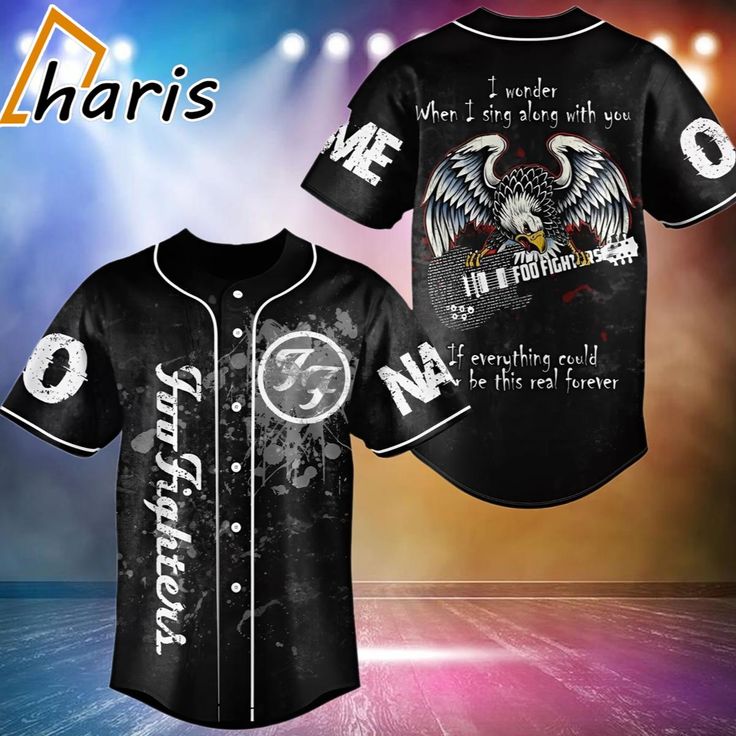 haris
I wonder
When I sing along with you
ME
O
FOO FIGHTERS
If everything could
be this real forever
O
NA
FF
Foo Fighters